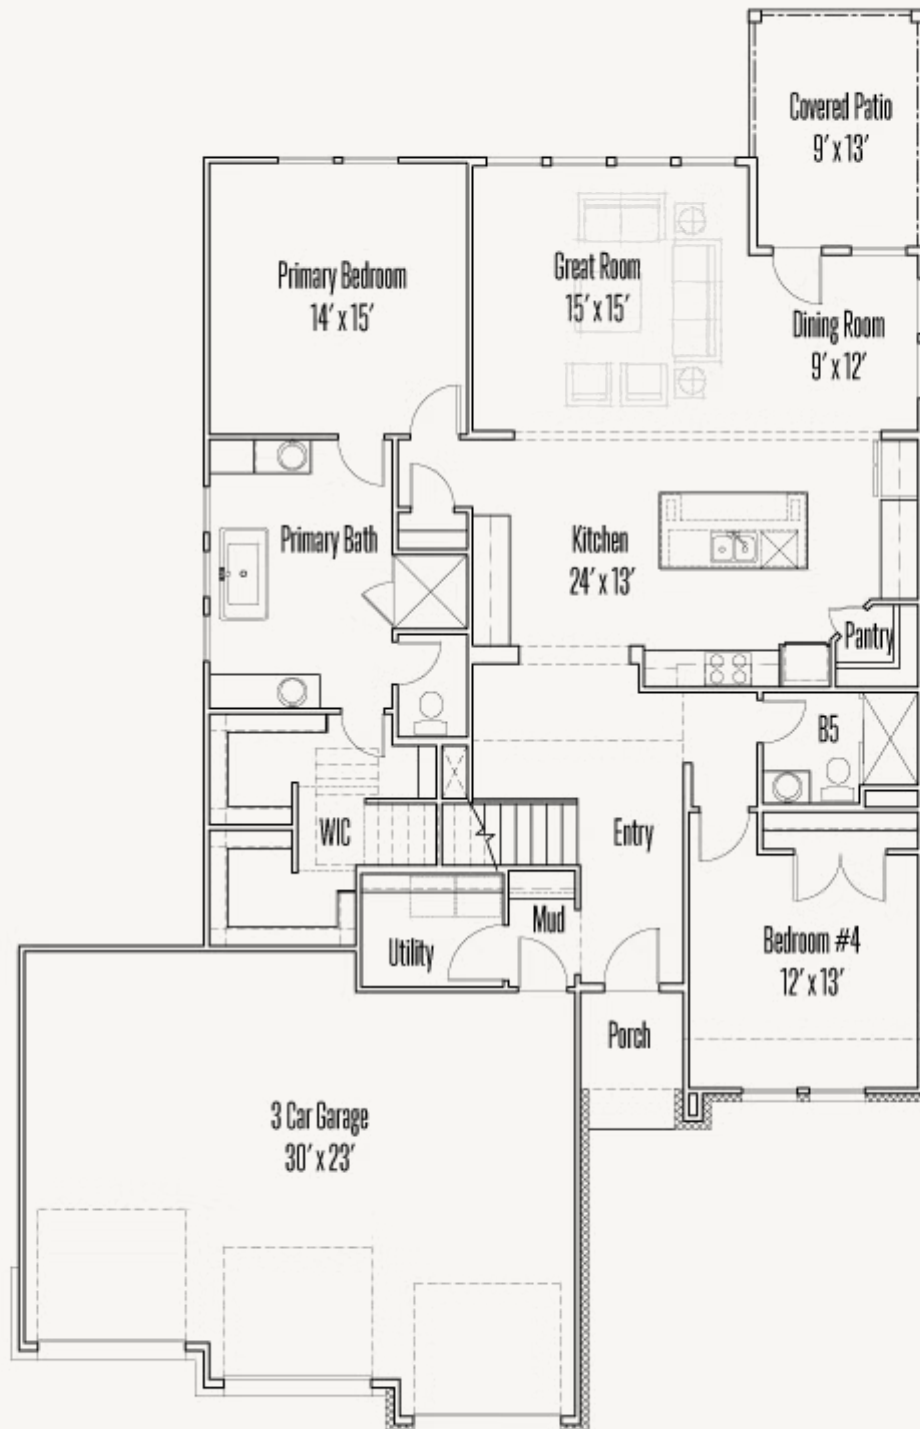 Covered Patio
9' x 13'
Primary Bedroom
14' x 15'
Great Room
15' x 15'
Dining Room
9' x 12'
Primary Bath
Kitchen
24' x 13'
Pantry
B5
WIC
Entry
Mud
Utility
Bedroom #4
12' x 13'
Porch
3 Car Garage
30' x 23'